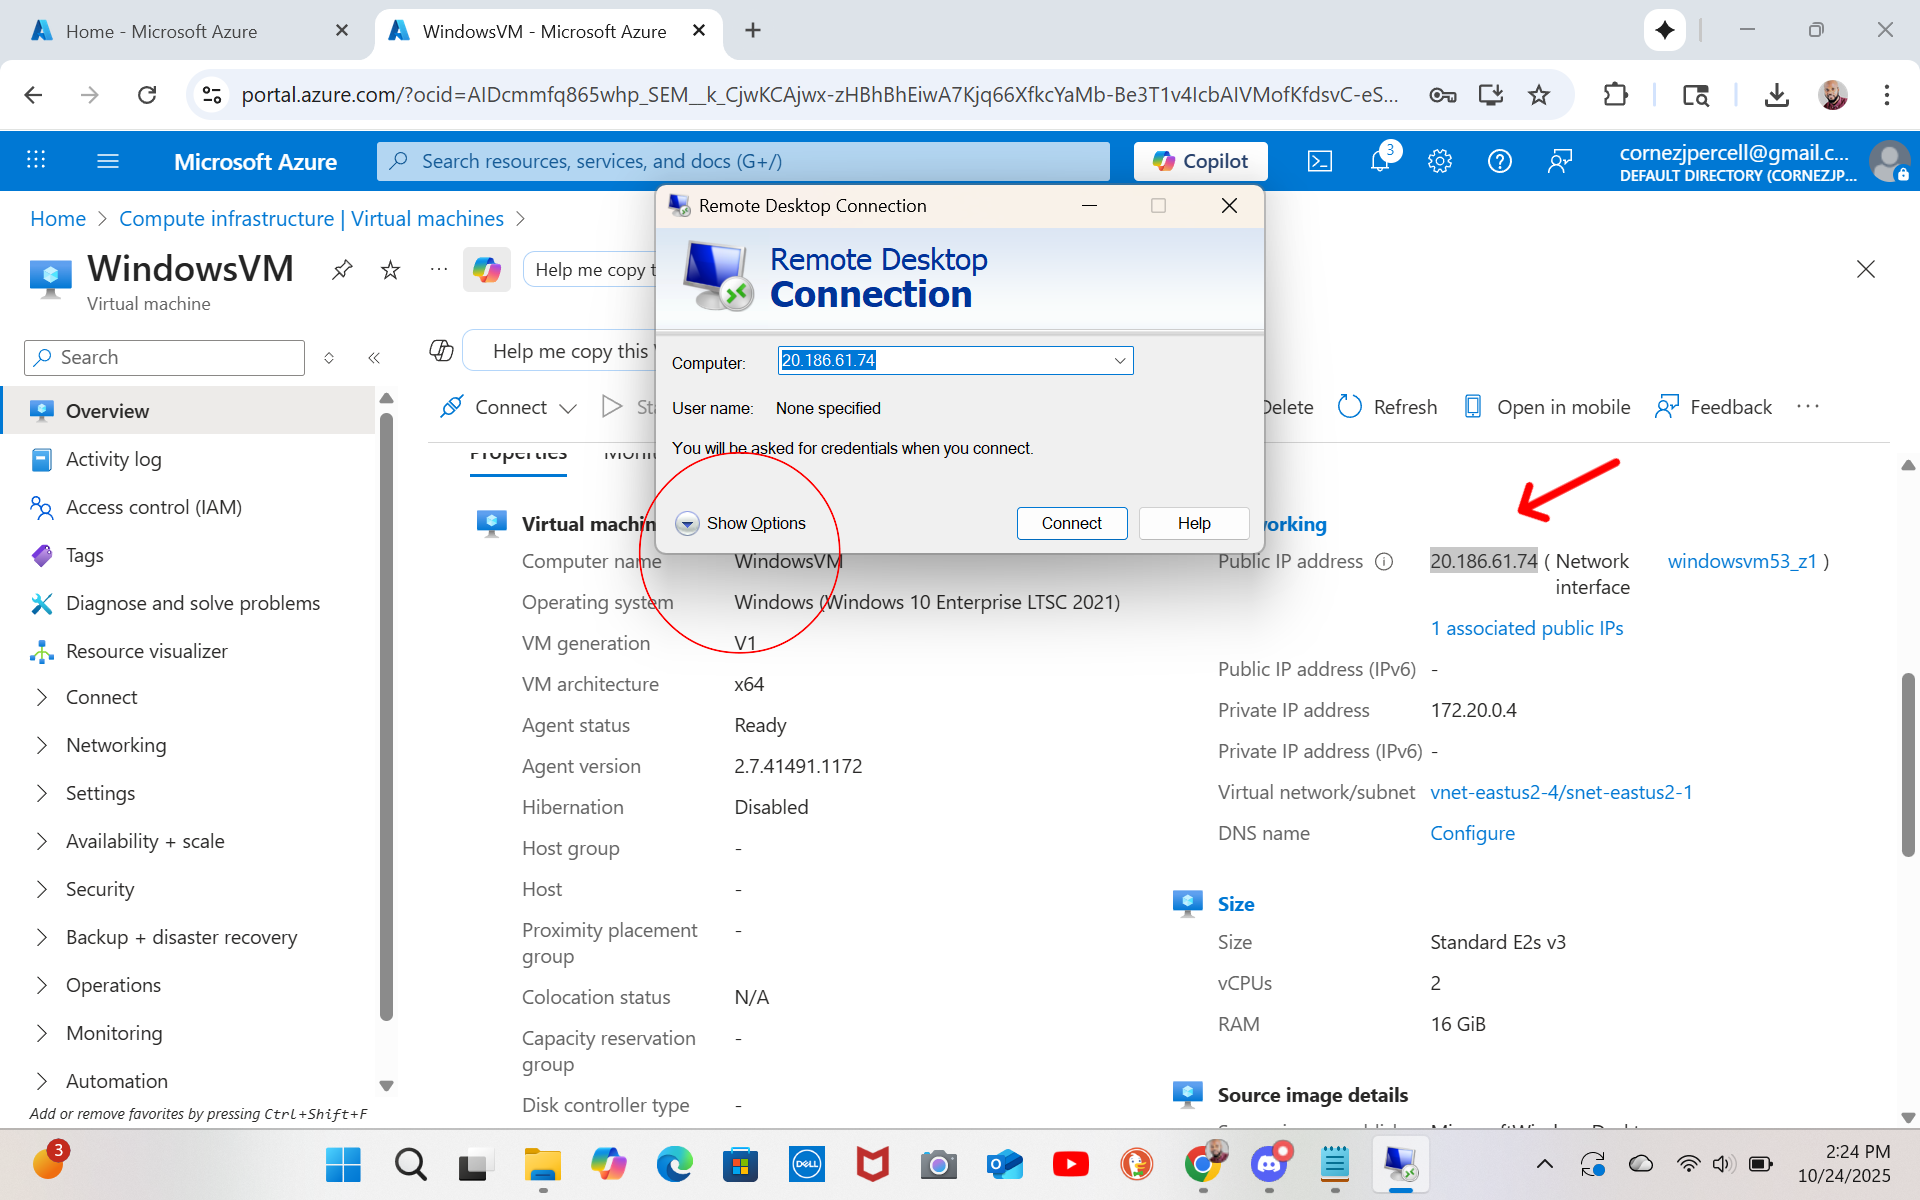 Home - Microsoft Azure
WindowsVM - Microsoft Azure
portal.azure.com/?ocid=AIDcmmfq865whp_SEM__k_CjwKCAjwx-zHBhBhEiwA7Kjq66XfkcYaMb-Be3T1v4IcbAIVMofKfdsvC-eS...
Microsoft Azure
Search resources, services, and docs (G+/)
Copilot
3
cornezjpercell@gmail.c...
DEFAULT DIRECTORY (CORNEZJP...
Home > Compute infrastructure | Virtual machines >
WindowsVM
Virtual machine
Help me copy t
Search
Help me copy this
Connect
Delete
Refresh
Open in mobile
Feedback
Overview
Activity log
Access control (IAM)
Tags
Diagnose and solve problems
Resource visualizer
Connect
Networking
Settings
Availability + scale
Security
Backup + disaster recovery
Operations
Monitoring
Automation
Add or remove favorites by pressing Ctrl+Shift+F
Remote Desktop Connection
Remote Desktop
Connection
Computer: 20.186.61.74
User name: None specified
You will be asked for credentials when you connect.
Show Options
Connect
Help
Properties
Virtual machin
Computer name WindowsVM
Operating system Windows (Windows 10 Enterprise LTSC 2021)
VM generation V1
VM architecture x64
Agent status Ready
Agent version 2.7.41491.1172
Hibernation Disabled
Host group -
Host -
Proximity placement group -
Colocation status N/A
Capacity reservation group -
Disk controller type -
working
Public IP address 20.186.61.74 ( Network interface windowsvm53_z1 )
1 associated public IPs
Public IP address (IPv6) -
Private IP address 172.20.0.4
Private IP address (IPv6) -
Virtual network/subnet vnet-eastus2-4/snet-eastus2-1
DNS name Configure
Size
Size Standard E2s v3
vCPUs 2
RAM 16 GiB
Source image details
3
DELL
2:24 PM
10/24/2025